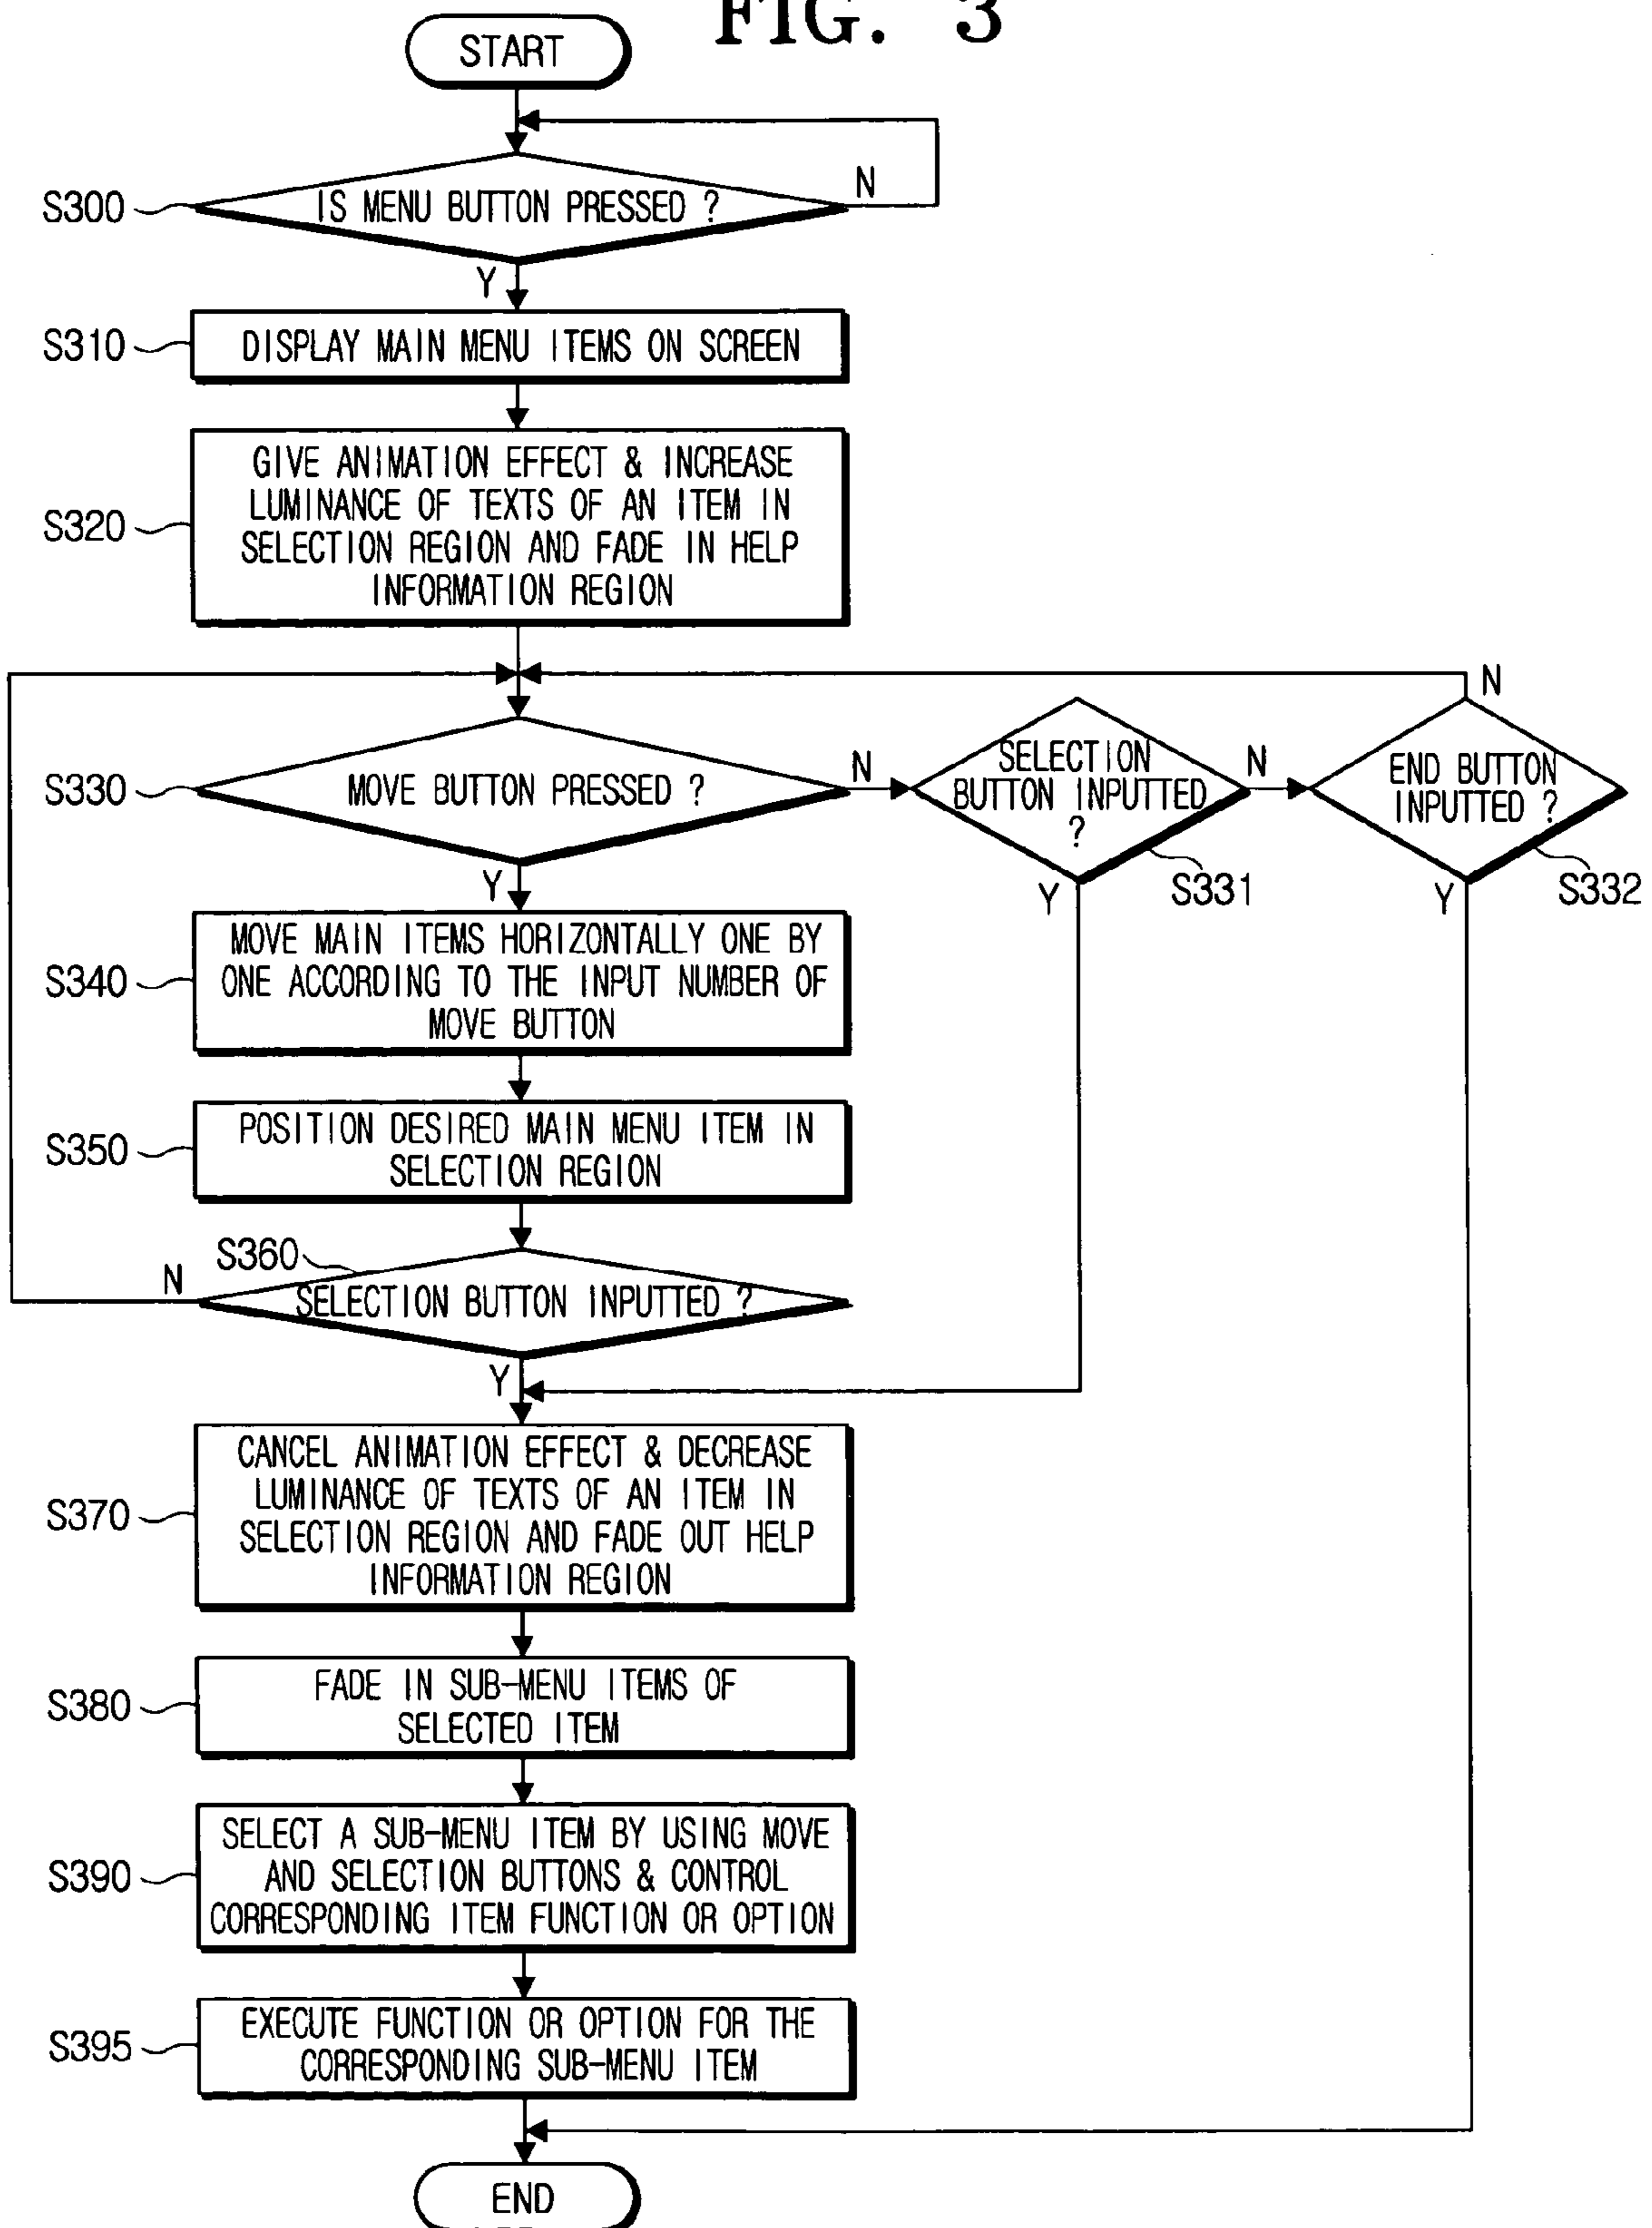 FIG. 3
START
S300
IS MENU BUTTON PRESSED ?
N
Y
S310
DISPLAY MAIN MENU ITEMS ON SCREEN
S320
GIVE ANIMATION EFFECT & INCREASE
LUMINANCE OF TEXTS OF AN ITEM IN
SELECTION REGION AND FADE IN HELP
INFORMATION REGION
S330
MOVE BUTTON PRESSED ?
N
SELECTION
BUTTON INPUTTED
?
N
END BUTTON
INPUTTED ?
N
Y
Y
S331
Y
S332
S340
MOVE MAIN ITEMS HORIZONTALLY ONE BY
ONE ACCORDING TO THE INPUT NUMBER OF
MOVE BUTTON
S350
POSITION DESIRED MAIN MENU ITEM IN
SELECTION REGION
S360
N
SELECTION BUTTON INPUTTED ?
Y
S370
CANCEL ANIMATION EFFECT & DECREASE
LUMINANCE OF TEXTS OF AN ITEM IN
SELECTION REGION AND FADE OUT HELP
INFORMATION REGION
S380
FADE IN SUB-MENU ITEMS OF
SELECTED ITEM
S390
SELECT A SUB-MENU ITEM BY USING MOVE
AND SELECTION BUTTONS & CONTROL
CORRESPONDING ITEM FUNCTION OR OPTION
S395
EXECUTE FUNCTION OR OPTION FOR THE
CORRESPONDING SUB-MENU ITEM
END